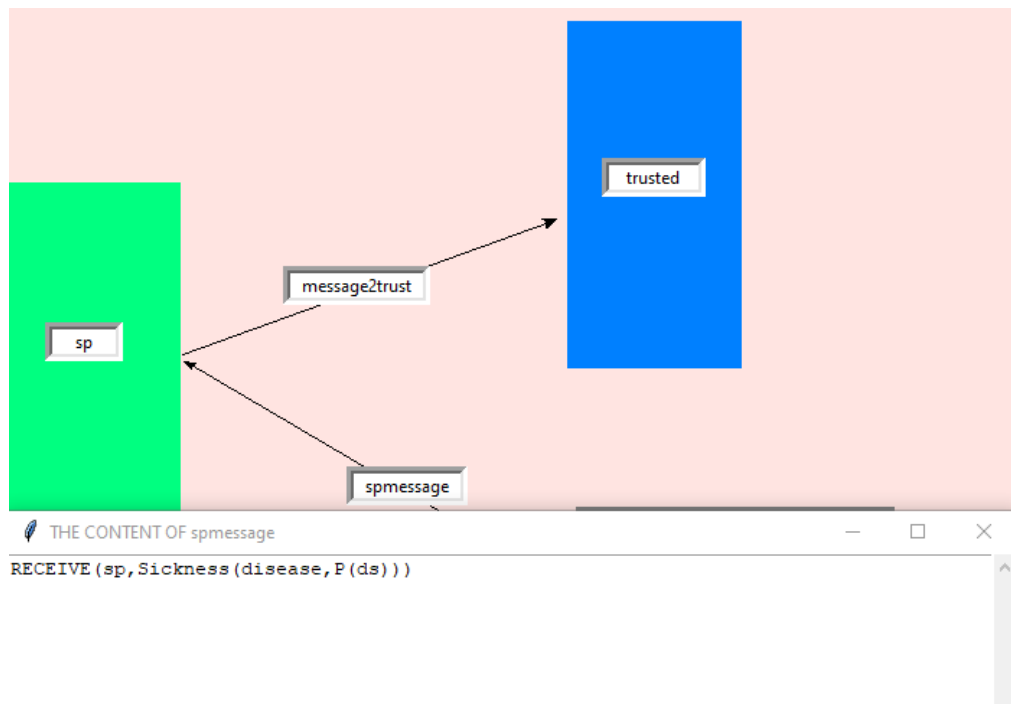 trusted
message2trust
sp
spmessage
THE CONTENT OF spmessage
RECEIVE(sp,Sickness(disease,P(ds)))